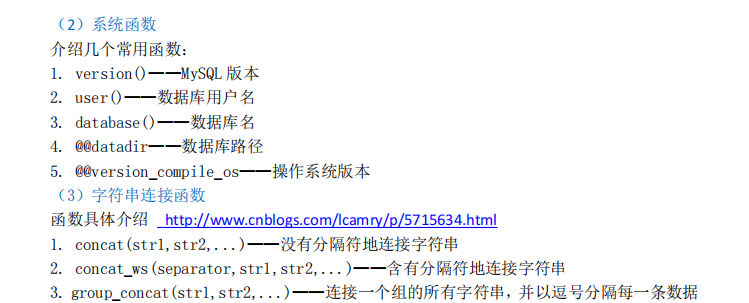 （2）系统函数
介绍几个常用函数：
1. version()——MySQL 版本
2. user()——数据库用户名
3. database()——数据库名
4. @@datadir——数据库路径
5. @@version_compile_os——操作系统版本
（3）字符串连接函数
函数具体介绍 http://www.cnblogs.com/lcamry/p/5715634.html
1. concat(str1,str2,...)——没有分隔符地连接字符串
2. concat_ws(separator,str1,str2,...)——含有分隔符地连接字符串
3. group_concat(str1,str2,...)——连接一个组的所有字符串，并以逗号分隔每一条数据